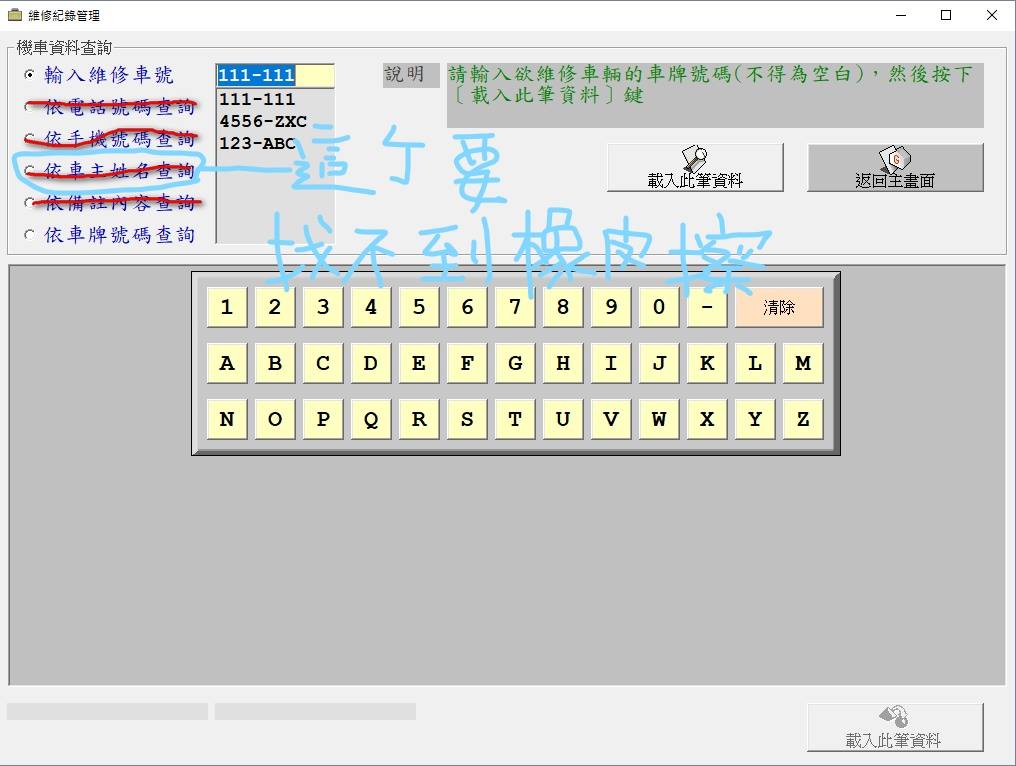 維修紀錄管理
機車資料查詢
輸入維修車號
依電話號碼查詢
依手機號碼查詢
依車主姓名查詢
依備註內容查詢
依車牌號碼查詢
111-111
111-111
4556-ZXC
123-ABC
說明
請輸入欲維修車輛的車牌號碼(不得為空白)，然後按下
〔載入此筆資料〕鍵
載入此筆資料
G
返回主畫面
這个要
找不到橡皮擦
1 2 3 4 5 6 7 8 9 0 - 清除
A B C D E F G H I J K L M
N O P Q R S T U V W X Y Z
載入此筆資料